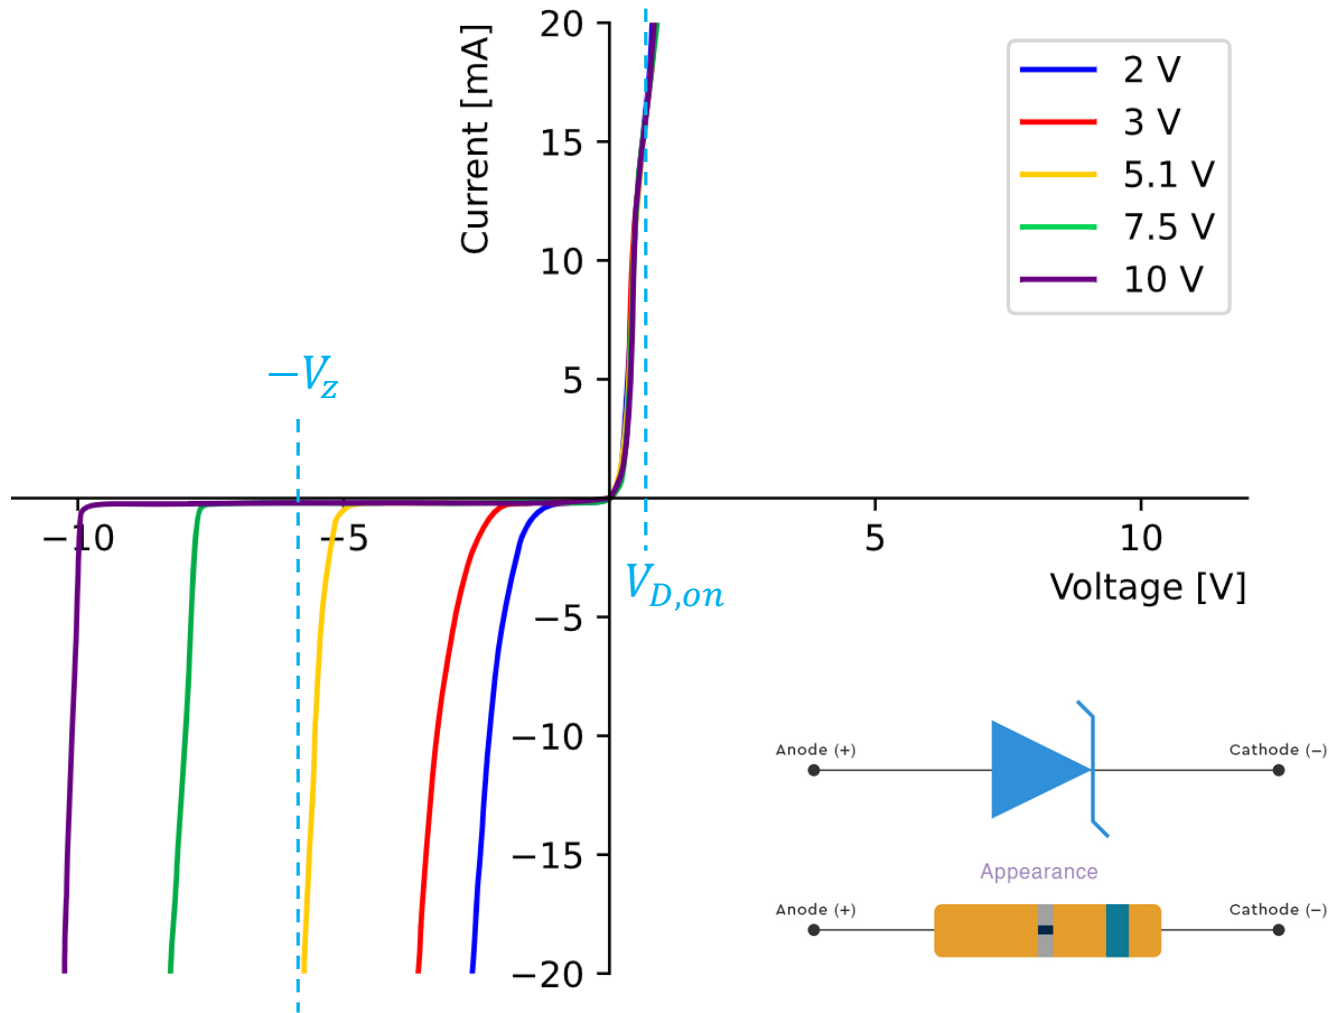 Current [mA]
20
15
10
5
−5
−10
−15
−20
−10
−5
5
10
Voltage [V]
−V_z
V_{D,on}
2 V
3 V
5.1 V
7.5 V
10 V
Anode (+)
Cathode (−)
Appearance
Anode (+)
Cathode (−)